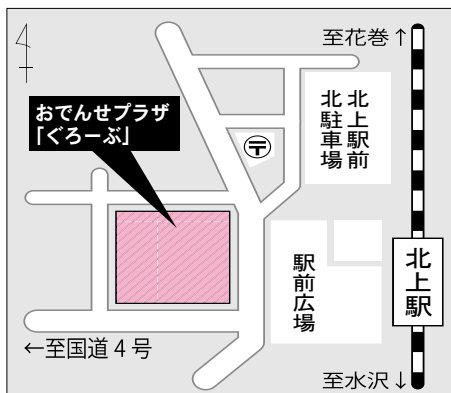 至花巻↑
おでんせプラザ
「ぐろーぶ」
北上駅前
北駐車場
〒
駅前広場
北上駅
←至国道4号
至水沢↓